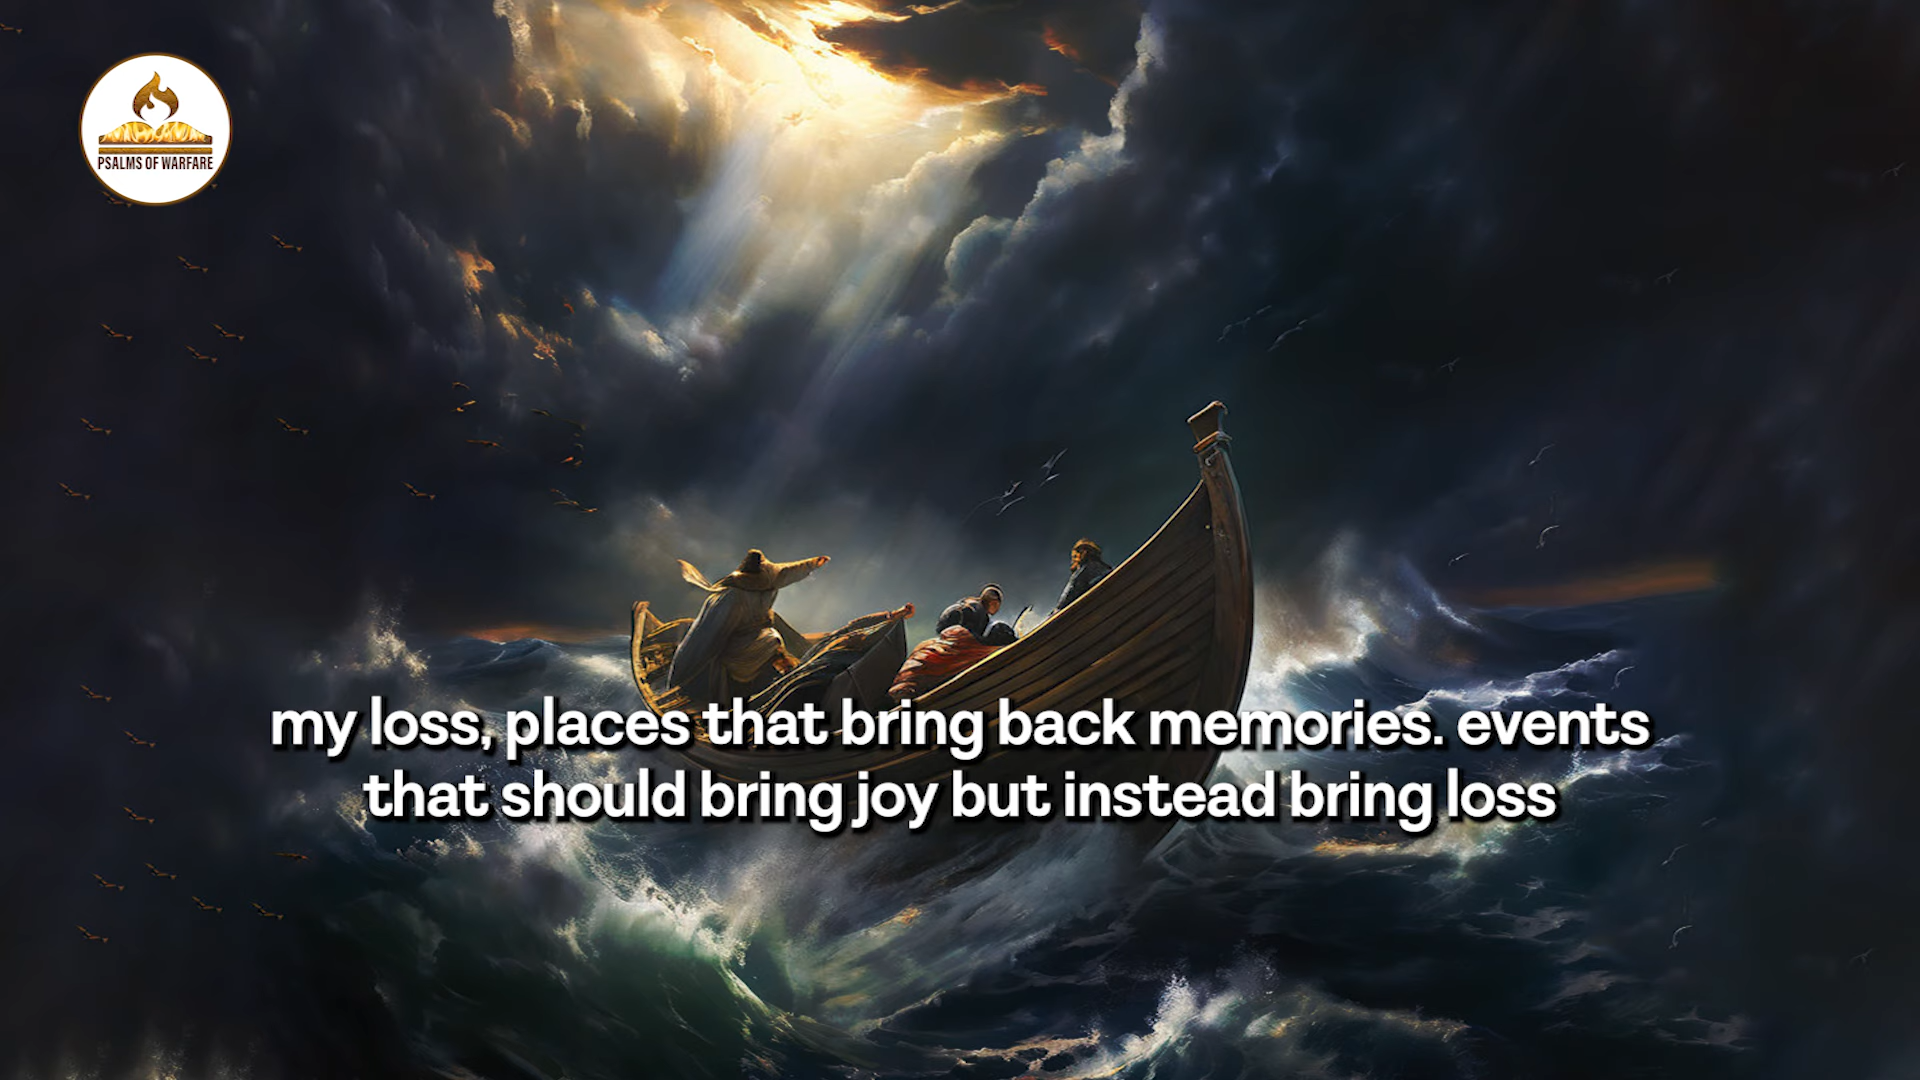 PSALMS OF WARFARE
my loss, places that bring back memories. events
that should bring joy but instead bring loss